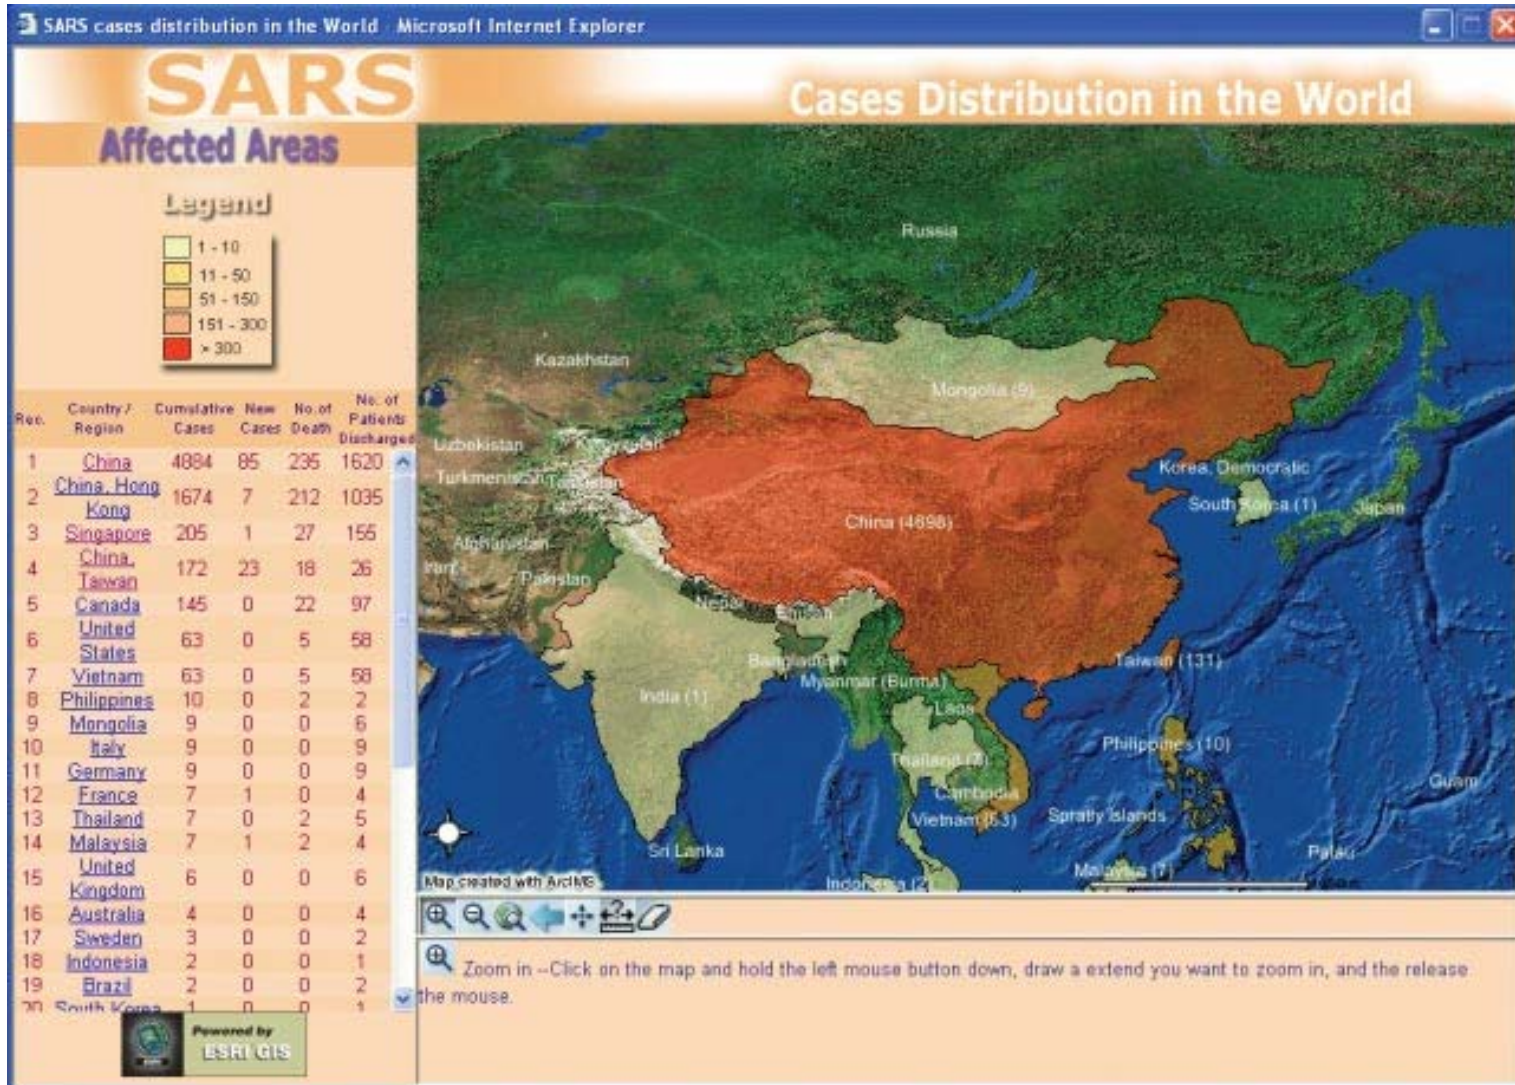 SARS cases distribution in the World - Microsoft Internet Explorer
SARS
Cases Distribution in the World
Affected Areas
Legend
1 - 10
11 - 50
51 - 150
151 - 300
> 300
Rec. Country / Region Cumulative Cases New Cases No. of Death No. of Patients Discharged
1 China 4884 85 235 1620
2 China, Hong Kong 1674 7 212 1035
3 Singapore 205 1 27 155
4 China, Taiwan 172 23 18 26
5 Canada 145 0 22 97
6 United States 63 0 5 58
7 Vietnam 63 0 5 58
8 Philippines 10 0 2 2
9 Mongolia 9 0 0 6
10 Italy 9 0 0 9
11 Germany 9 0 0 9
12 France 7 1 0 4
13 Thailand 7 0 2 5
14 Malaysia 7 1 2 4
15 United Kingdom 6 0 0 6
16 Australia 4 0 0 4
17 Sweden 3 0 0 2
18 Indonesia 2 0 0 1
19 Brazil 2 0 0 2
20 South Korea 1 0 0 1
Powered by
ESRI GIS
Russia
Kazakhstan
Mongolia (9)
Uzbekistan
Kyrgyzstan
Korea, Democratic
Turkmenistan
Tajikistan
South Korea (1)
Japan
China (4698)
Afghanistan
Iran
Pakistan
Nepal
Bhutan
Bangladesh
Taiwan (131)
Myanmar (Burma)
India (1)
Laos
Philippines (10)
Thailand (7)
Guam
Cambodia
Vietnam (63)
Spratly Islands
Sri Lanka
Palau
Malaysia (7)
Indonesia (2
Map created with ArcIMS
Zoom in --Click on the map and hold the left mouse button down, draw a extend you want to zoom in, and the release
the mouse.